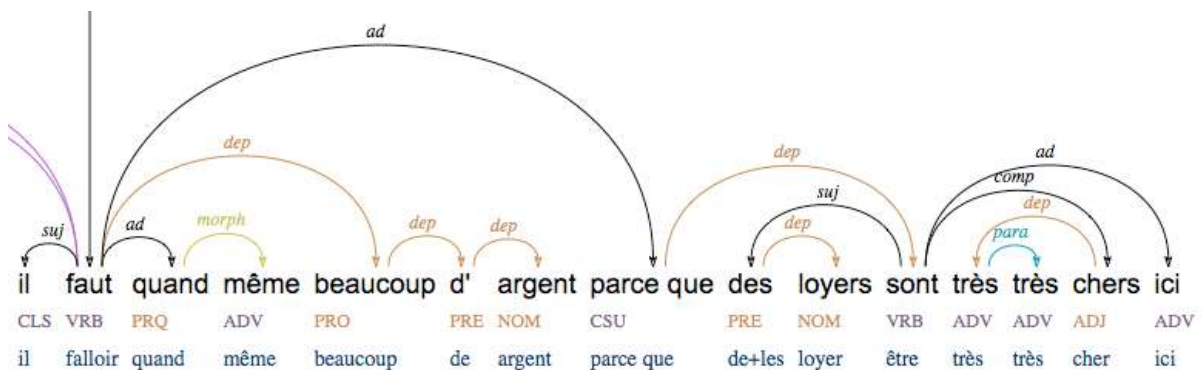 ad
dep
dep
ad
suj
comp
dep
suj
ad
morph
dep
dep
dep
para
il faut quand même beaucoup d' argent parce que des loyers sont très très chers ici
CLS VRB PRQ ADV PRO PRE NOM CSU PRE NOM VRB ADV ADV ADJ ADV
il falloir quand même beaucoup de argent parce que de+les loyer être très très cher ici